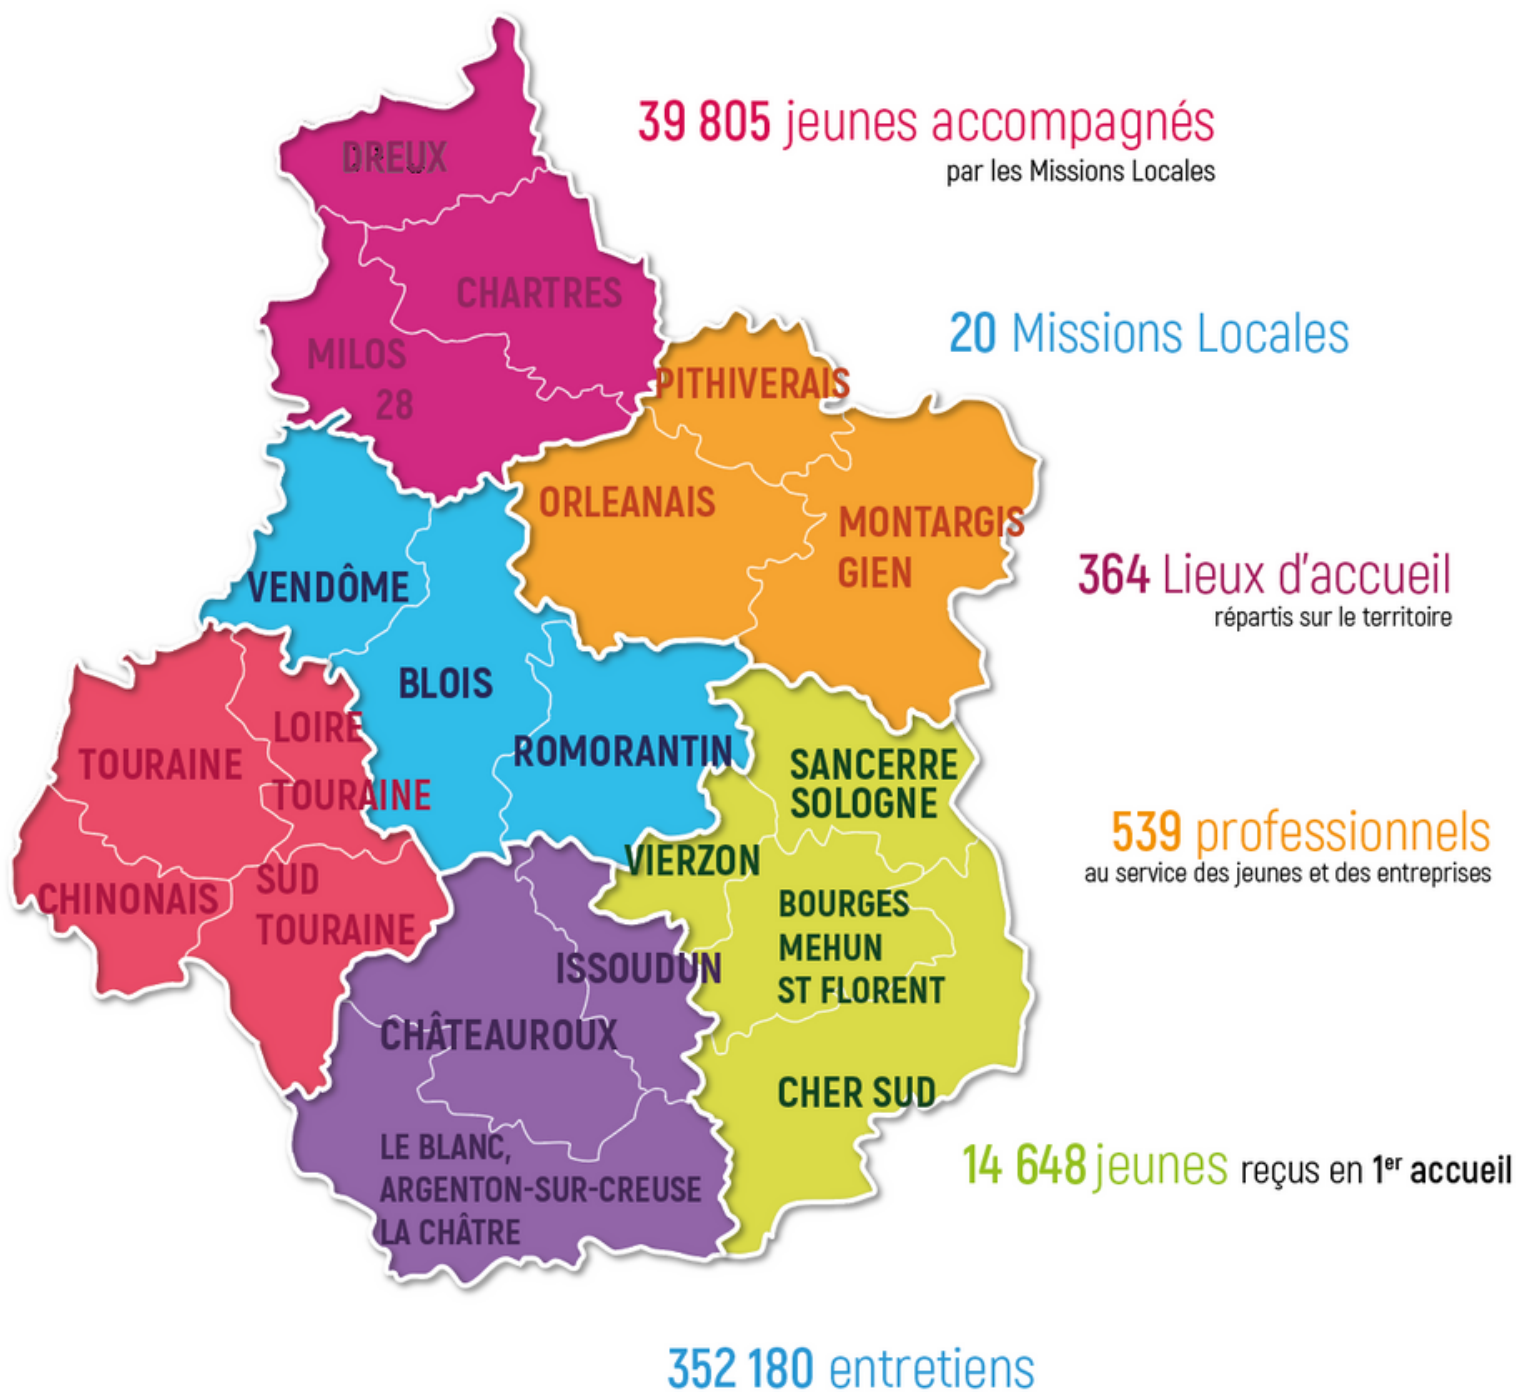 DREUX
39 805 jeunes accompagnés
par les Missions Locales
CHARTRES
20 Missions Locales
MILOS
28
PITHIVERAIS
ORLEANAIS
MONTARGIS
GIEN
364 Lieux d'accueil
répartis sur le territoire
VENDÔME
BLOIS
ROMORANTIN
LOIRE
TOURAINE
TOURAINE
SANCERRE
SOLOGNE
539 professionnels
au service des jeunes et des entreprises
VIERZON
CHINONAIS
SUD
TOURAINE
BOURGES
MEHUN
ST FLORENT
ISSOUDUN
CHÂTEAUROUX
CHER SUD
LE BLANC,
ARGENTON-SUR-CREUSE
LA CHÂTRE
14 648 jeunes reçus en 1er accueil
352 180 entretiens